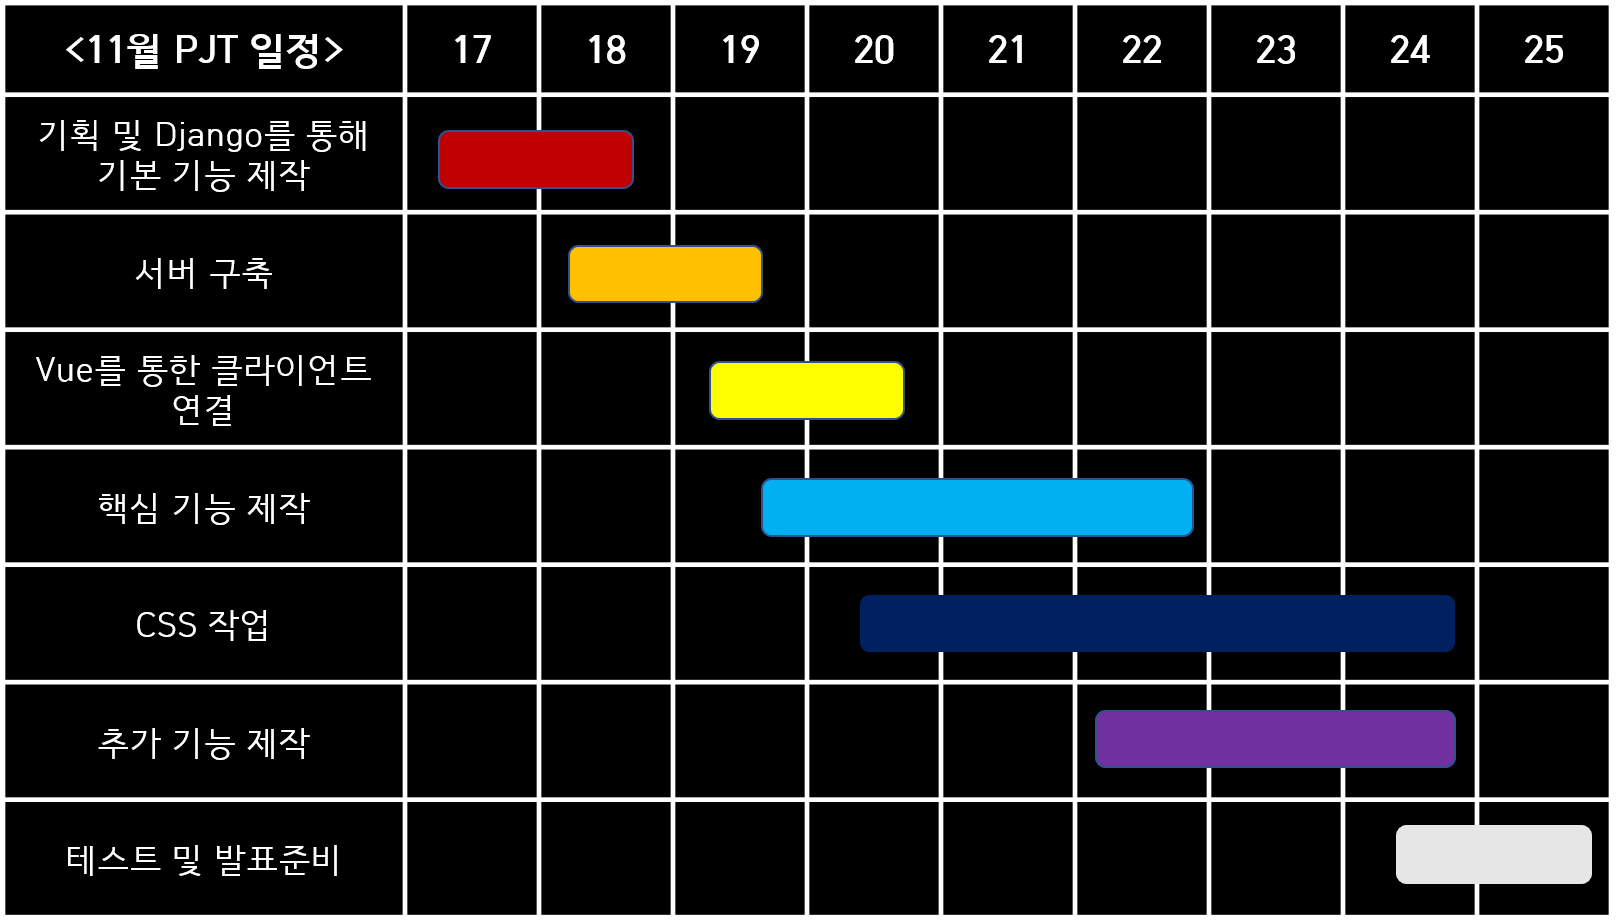 <11월 PJT 일정> 17 18 19 20 21 22 23 24 25
기획 및 Django를 통해
기본 기능 제작
서버 구축
Vue를 통한 클라이언트
연결
핵심 기능 제작
CSS 작업
추가 기능 제작
테스트 및 발표준비